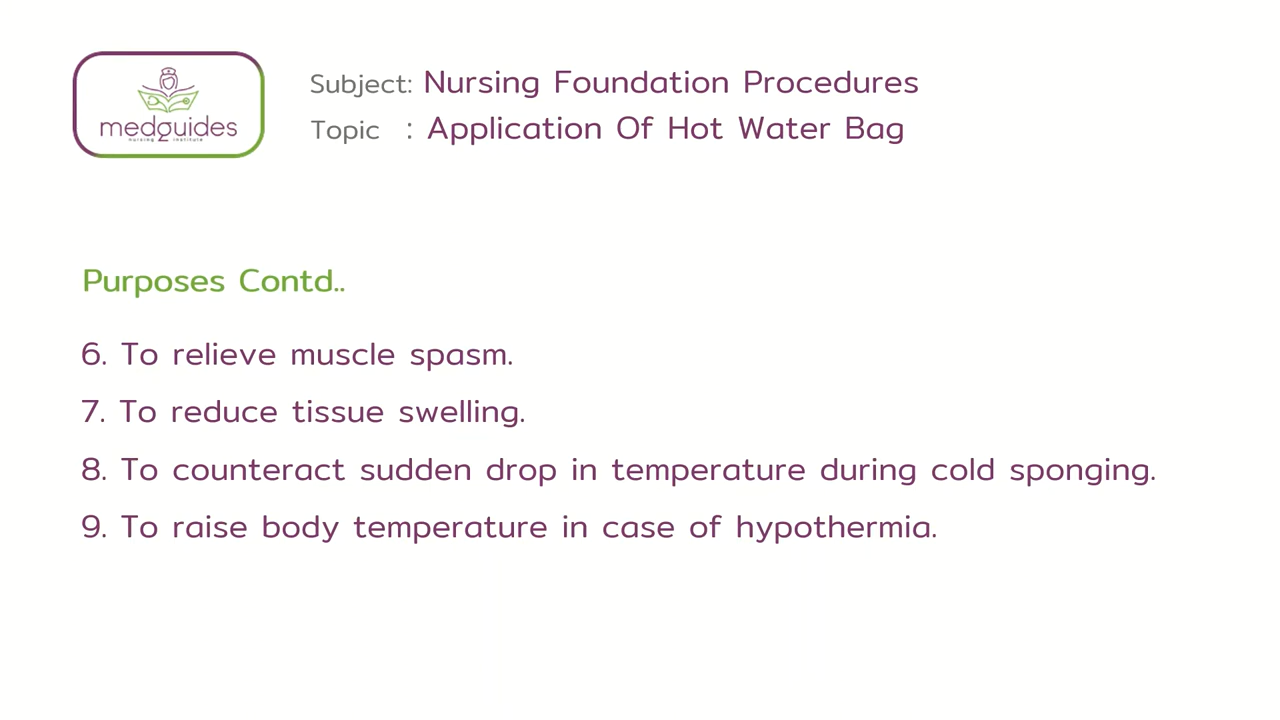 medguides
nursing institute
Subject: Nursing Foundation Procedures
Topic : Application Of Hot Water Bag
Purposes Contd..
6. To relieve muscle spasm.
7. To reduce tissue swelling.
8. To counteract sudden drop in temperature during cold sponging.
9. To raise body temperature in case of hypothermia.